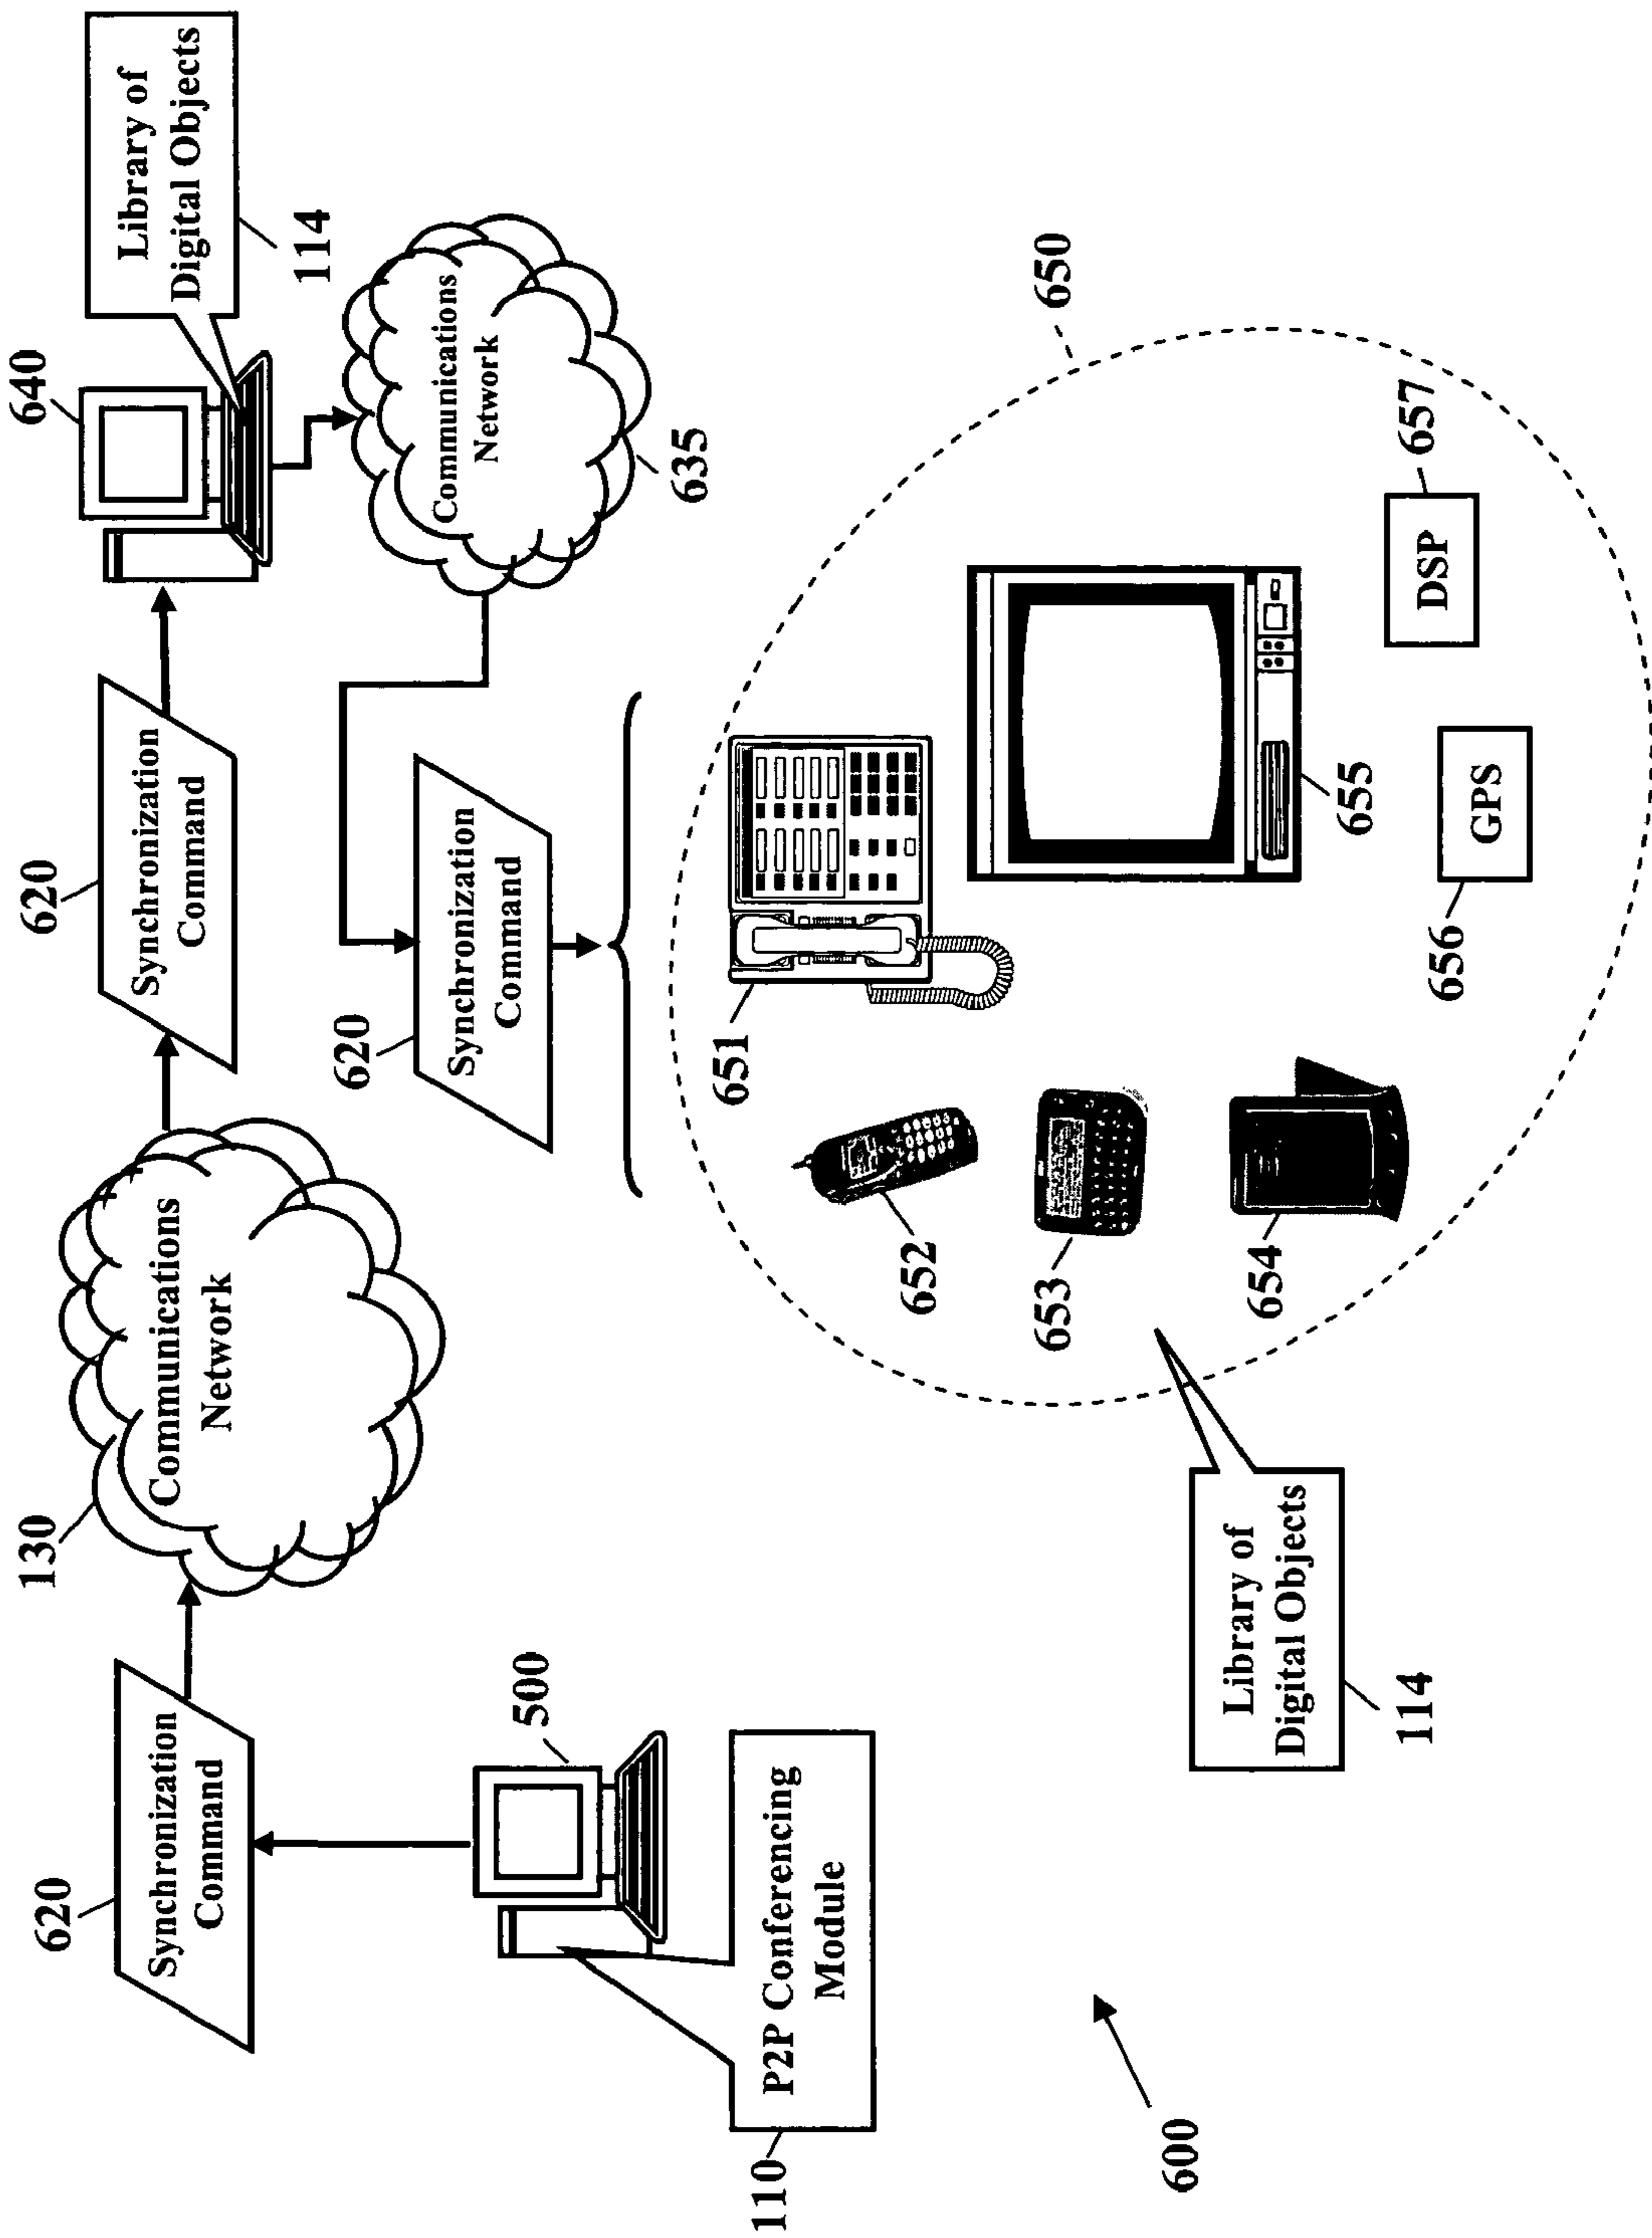 620
Synchronization
Command
130
Communications
Network
620
Synchronization
Command
640
Library of
Digital Objects
114
500
P2P Conferencing
Module
110
620
Synchronization
Command
Communications
Network
635
650
651
652
653
654
655
656
GPS
657
DSP
Library of
Digital Objects
114
600